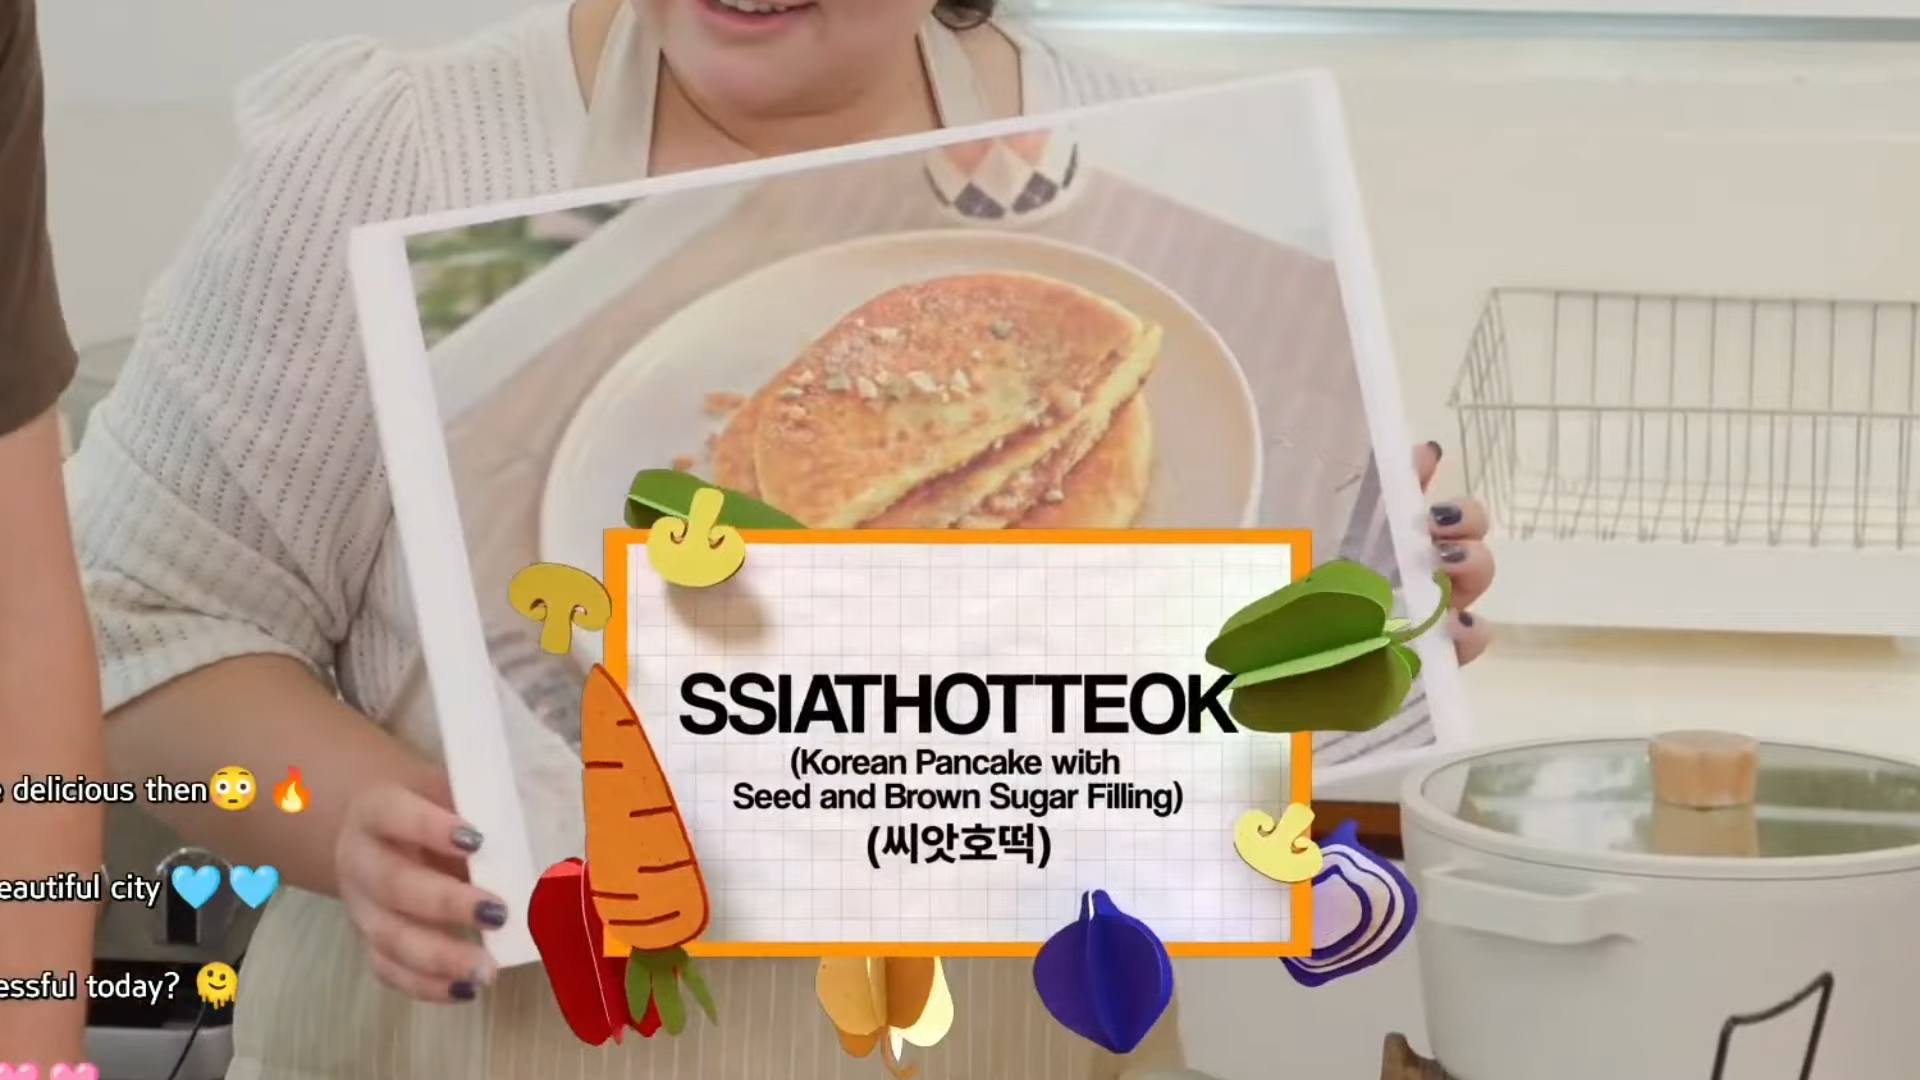 SSIATHOTTEOK
(Korean Pancake with
Seed and Brown Sugar Filling)
(씨앗호떡)
delicious then😳 🔥
eautiful city 🩵🩵
essful today? 🫠
🩷🩷